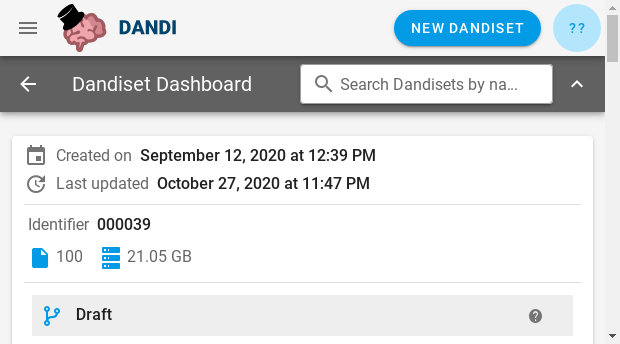 DANDI
NEW DANDISET
??
Dandiset Dashboard
Search Dandisets by na...
Created on September 12, 2020 at 12:39 PM
Last updated October 27, 2020 at 11:47 PM
Identifier 000039
100 21.05 GB
Draft
?